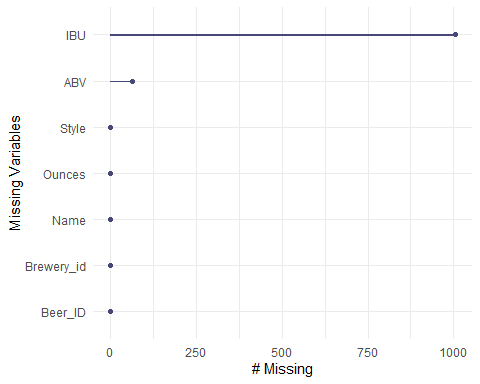 IBU
ABV
Style
Ounces
Name
Brewery_id
Beer_ID
Missing Variables
0 250 500 750 1000
# Missing